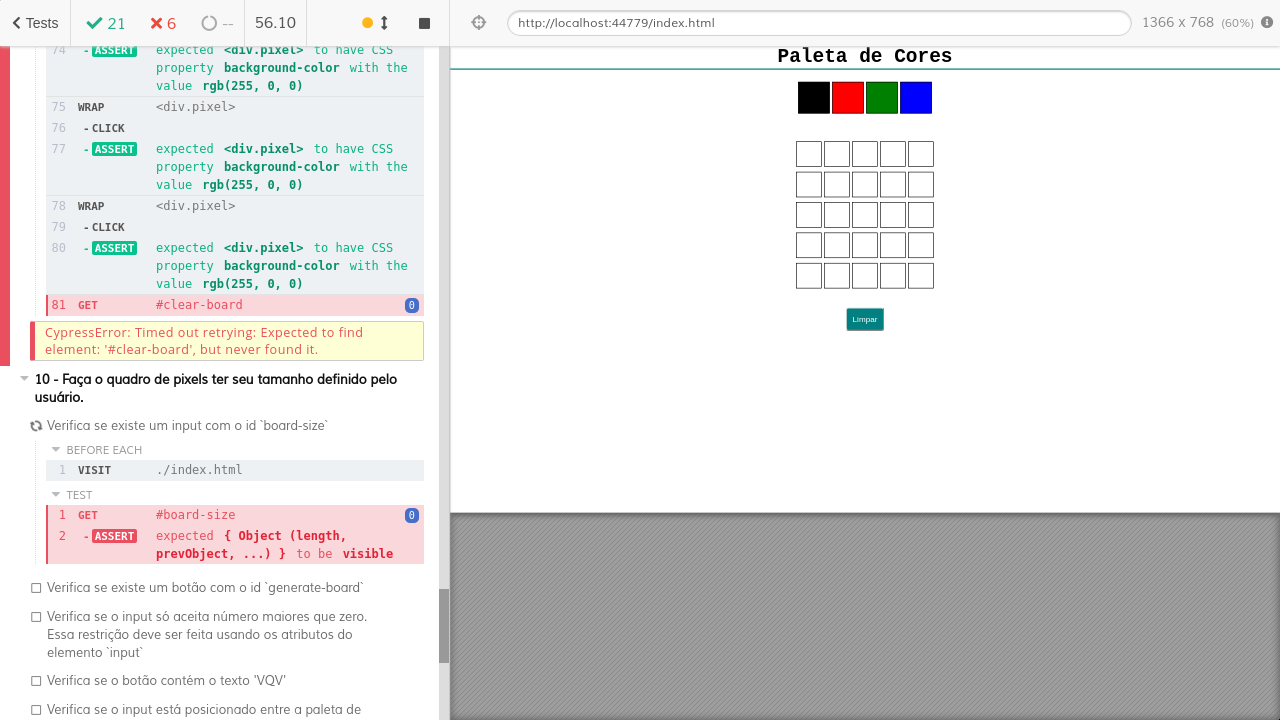 Tests
21
6
--
56.10
http://localhost:44779/index.html
1366 x 768 (60%)
74 - ASSERT expected <div.pixel> to have CSS
property background-color with the
value rgb(255, 0, 0)
75 WRAP <div.pixel>
76 - CLICK
77 - ASSERT expected <div.pixel> to have CSS
property background-color with the
value rgb(255, 0, 0)
78 WRAP <div.pixel>
79 - CLICK
80 - ASSERT expected <div.pixel> to have CSS
property background-color with the
value rgb(255, 0, 0)
81 GET #clear-board 0
CypressError: Timed out retrying: Expected to find
element: '#clear-board', but never found it.
10 - Faça o quadro de pixels ter seu tamanho definido pelo
usuário.
Verifica se existe um input com o id `board-size`
BEFORE EACH
1 VISIT ./index.html
TEST
1 GET #board-size 0
2 - ASSERT expected { Object (length,
prevObject, ...) } to be visible
Verifica se existe um botão com o id `generate-board`
Verifica se o input só aceita número maiores que zero.
Essa restrição deve ser feita usando os atributos do
elemento `input`
Verifica se o botão contém o texto 'VQV'
Verifica se o input está posicionado entre a paleta de
Paleta de Cores
Limpar